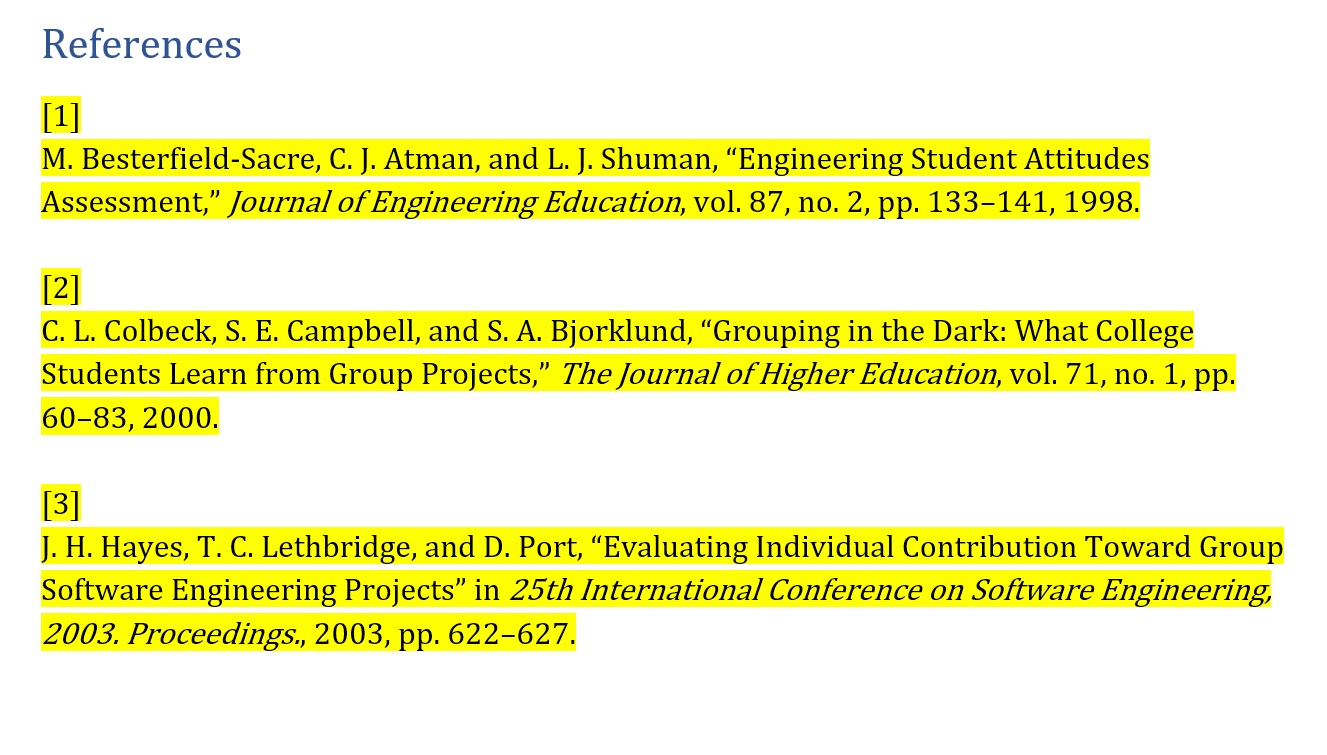 References
[1]
M. Besterfield-Sacre, C. J. Atman, and L. J. Shuman, “Engineering Student Attitudes
Assessment,” Journal of Engineering Education, vol. 87, no. 2, pp. 133–141, 1998.
[2]
C. L. Colbeck, S. E. Campbell, and S. A. Bjorklund, “Grouping in the Dark: What College
Students Learn from Group Projects,” The Journal of Higher Education, vol. 71, no. 1, pp.
60–83, 2000.
[3]
J. H. Hayes, T. C. Lethbridge, and D. Port, “Evaluating Individual Contribution Toward Group
Software Engineering Projects” in 25th International Conference on Software Engineering,
2003. Proceedings., 2003, pp. 622–627.